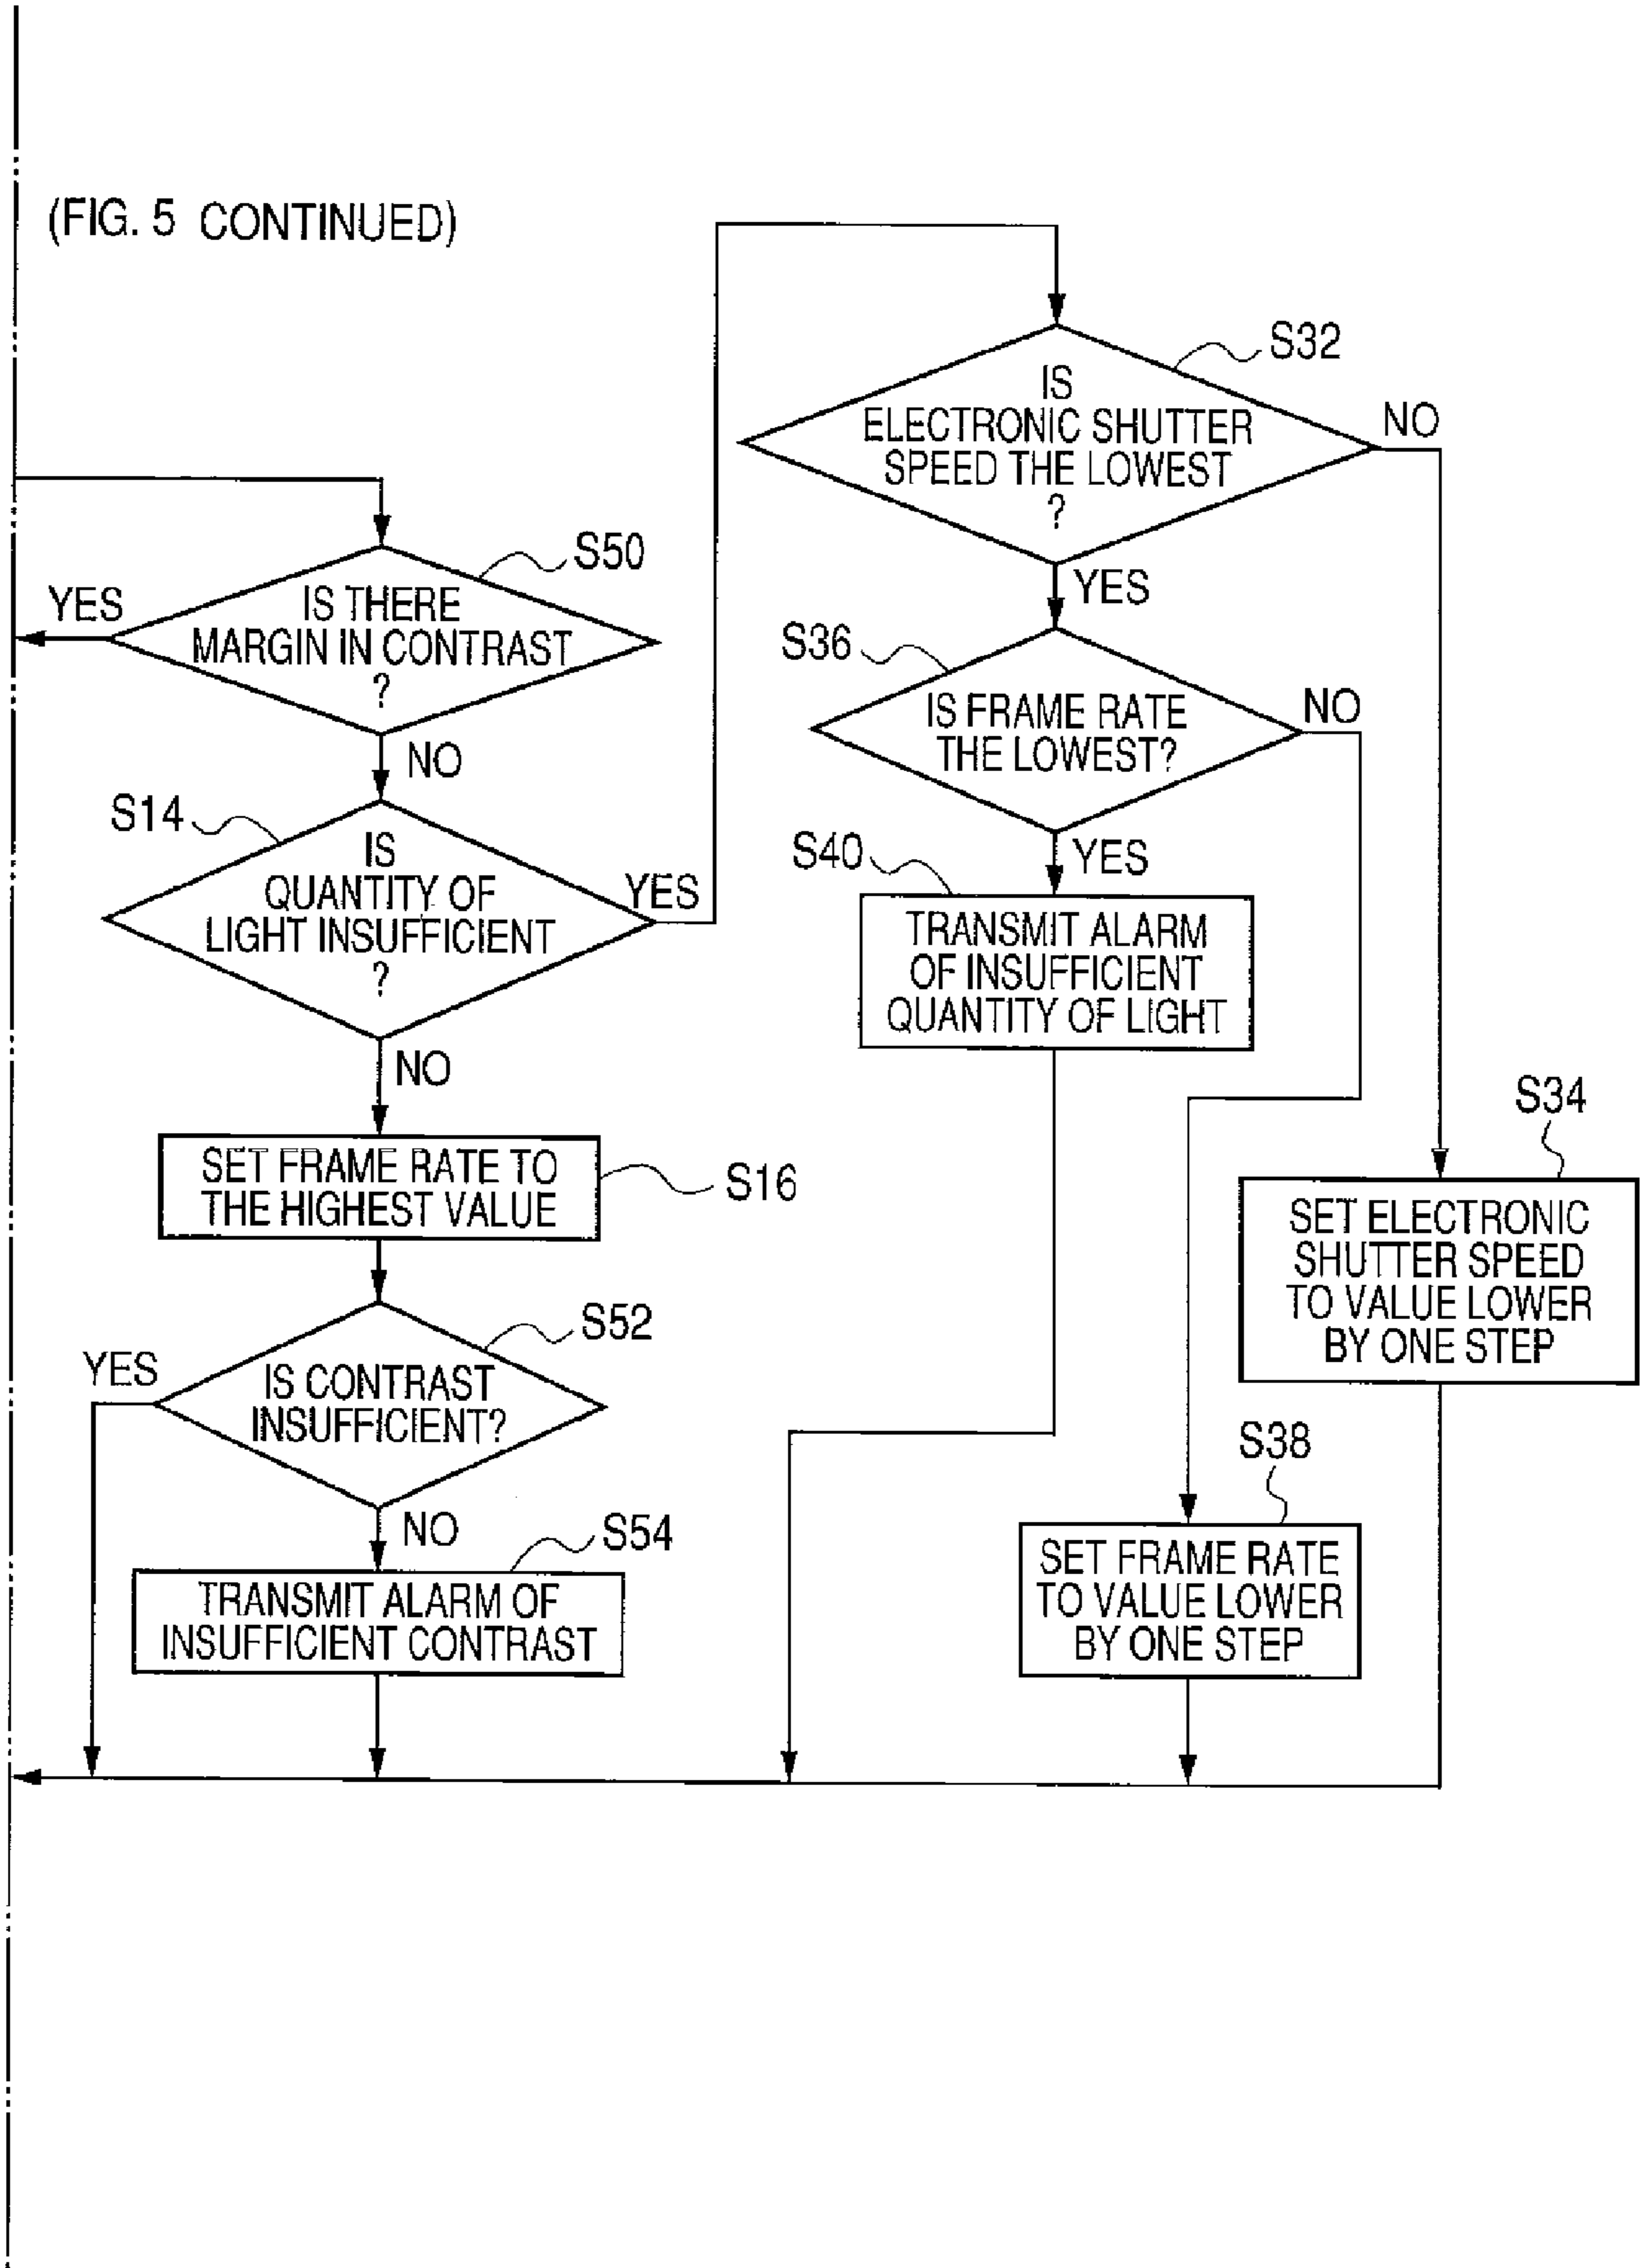 (FIG. 5 CONTINUED)
S50
YES
IS THERE
MARGIN IN CONTRAST
?
NO
S14
IS
QUANTITY OF
LIGHT INSUFFICIENT
?
YES
NO
SET FRAME RATE TO
THE HIGHEST VALUE
S16
S52
YES
IS CONTRAST
INSUFFICIENT?
NO
S54
TRANSMIT ALARM OF
INSUFFICIENT CONTRAST
S32
IS
ELECTRONIC SHUTTER
SPEED THE LOWEST
?
NO
YES
S36
IS FRAME RATE
THE LOWEST?
NO
YES
S40
TRANSMIT ALARM
OF INSUFFICIENT
QUANTITY OF LIGHT
S34
SET ELECTRONIC
SHUTTER SPEED
TO VALUE LOWER
BY ONE STEP
S38
SET FRAME RATE
TO VALUE LOWER
BY ONE STEP